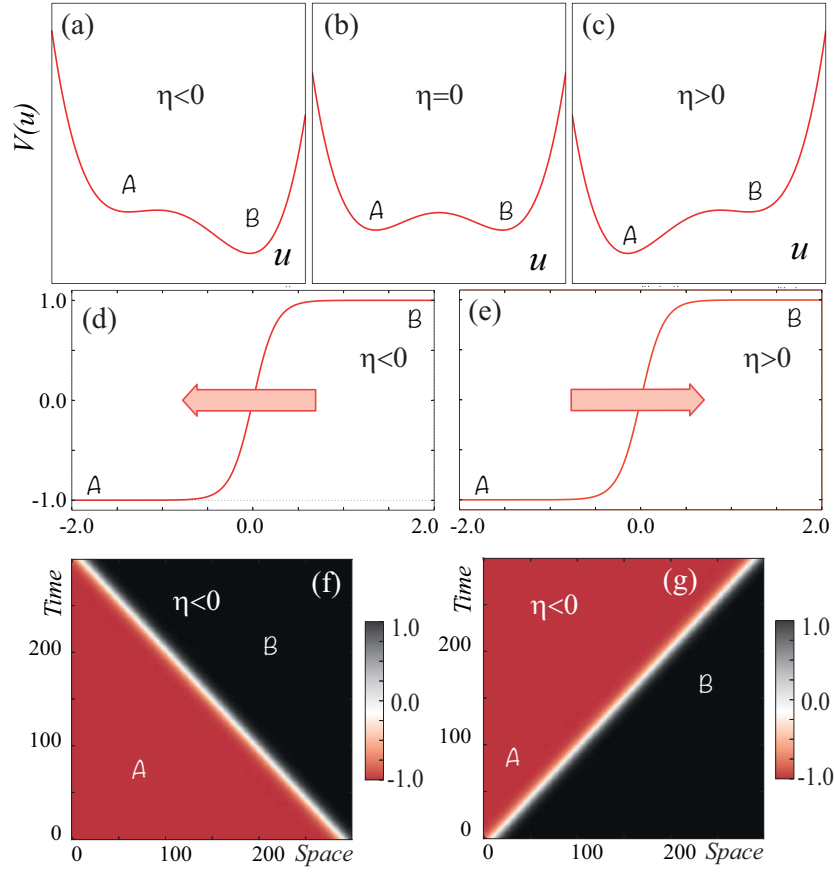 (a) (b) (c)
η<0 η=0 η>0
V(u)
A B A B A B
u u u
1.0 (d) B (e) B
η<0 η>0
0.0
A A
-1.0
-2.0 0.0 2.0 -2.0 0.0 2.0
Time 200 100 0
η<0 (f)
B
A
0 100 200 Space
1.0
0.0
-1.0
Time 200 100 0
η<0 (g)
B
A
0 100 200 Space
1.0
0.0
-1.0